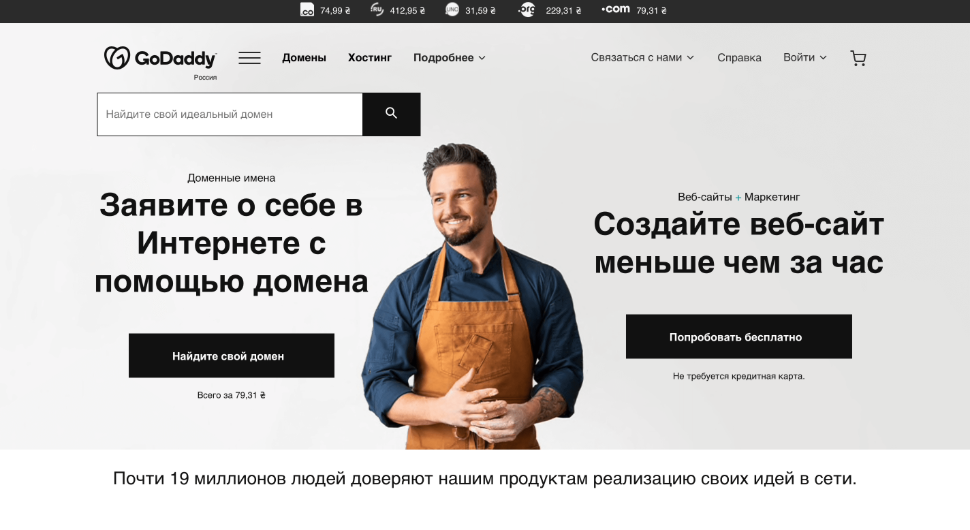 .co 74,99 ₴ .RU 412,95 ₴ 31,59 ₴ .org 229,31 ₴ .com 79,31 ₴
GoDaddy Домены Хостинг Подробнее Связаться с нами Справка Войти
Россия
Найдите свой идеальный домен
Доменные имена
Заявите о себе в
Интернете с
помощью домена
Найдите свой домен
Всего за 79,31 ₴
Веб-сайты + Маркетинг
Создайте веб-сайт
меньше чем за час
Попробовать бесплатно
Не требуется кредитная карта.
Почти 19 миллионов людей доверяют нашим продуктам реализацию своих идей в сети.